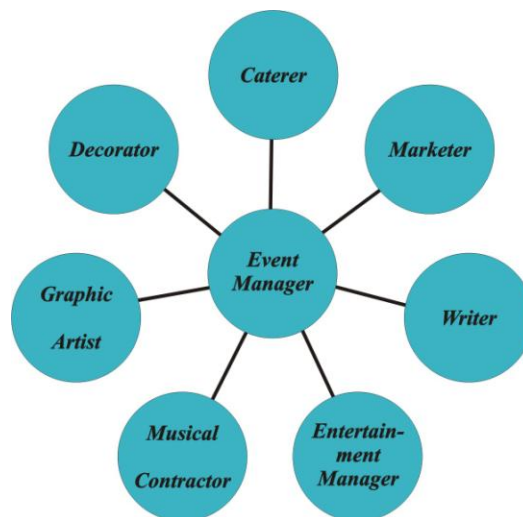 Caterer
Decorator
Marketer
Event
Manager
Graphic
Artist
Writer
Musical
Contractor
Entertain-
ment
Manager